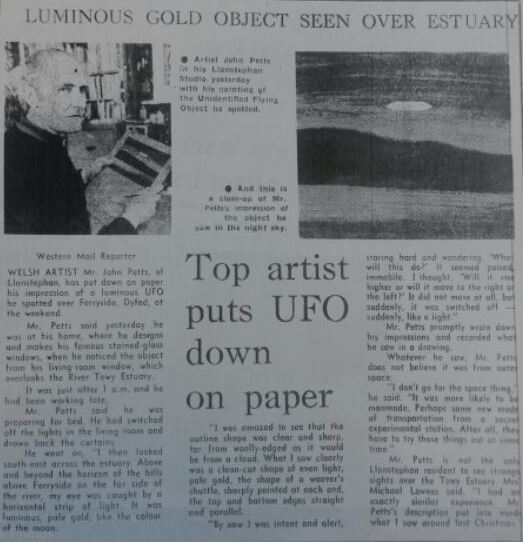 LUMINOUS GOLD OBJECT SEEN OVER ESTUARY
● Artist John Petts
in his Llanstephan
Studio yesterday
with his painting of
the Unidentified Flying
Object he spotted.
● And this is
a close-up of Mr.
Petts's impression of
the object he
saw in the night sky.
Top artist
puts UFO
down
on paper
Western Mail Reporter
WELSH ARTIST Mr. John Petts, of
Llanstephan, has put down on paper
his impression of a luminous UFO
he spotted over Ferryside, Dyfed, at
the weekend.
Mr. Petts said yesterday he
was at his home, where he designs
and makes his famous stained-glass
windows, when he noticed the object
from his living-room window, which
overlooks the River Towy Estuary.
It was just after 1 a.m. and he
had been working late.
Mr. Petts said he was
preparing for bed. He had switched
off the lights in the living room and
drawn back the curtains.
He went on, "I then looked
south-east across the estuary. Above
and beyond the horizon of the hills
above Ferryside on the far side of
the river, my eye was caught by a
horizontal strip of light. It was
luminous, pale gold, like the colour
of the moon.
"I was amazed to see that the
outline shape was clear and sharp,
far from woolly-edged as it would
be from a cloud. What I saw clearly
was a clean-cut shape of even light,
pale gold, the shape of a weaver's
shuttle, sharply pointed at each end,
the top and bottom edges straight
and parallel.
"By now I was intent and alert,
staring hard and wondering, 'What
will this do?' It seemed poised,
immobile. I thought, 'Will it rise
higher or will it move to the right or
the left?' It did not move at all, but
suddenly, it was switched off —
suddenly, like a light."
Mr. Petts promptly wrote down
his impressions and recorded what
he saw in a drawing.
Whatever he saw, Mr. Petts
does not believe it was from outer
space.
"I don't go for the space thing,"
he said. "It was more likely to be
manmade. Perhaps some new mode
of transportation from a secret
experimental station. After all, they
have to try these things out at some
time."
Mr. Petts is not the only
Llanstephan resident to see strange
sights over the Towy Estuary. Mrs.
Michael Lawnes said, "I had an
exactly similar experience. Mr.
Petts's description put into words
what I saw around last Christmas.